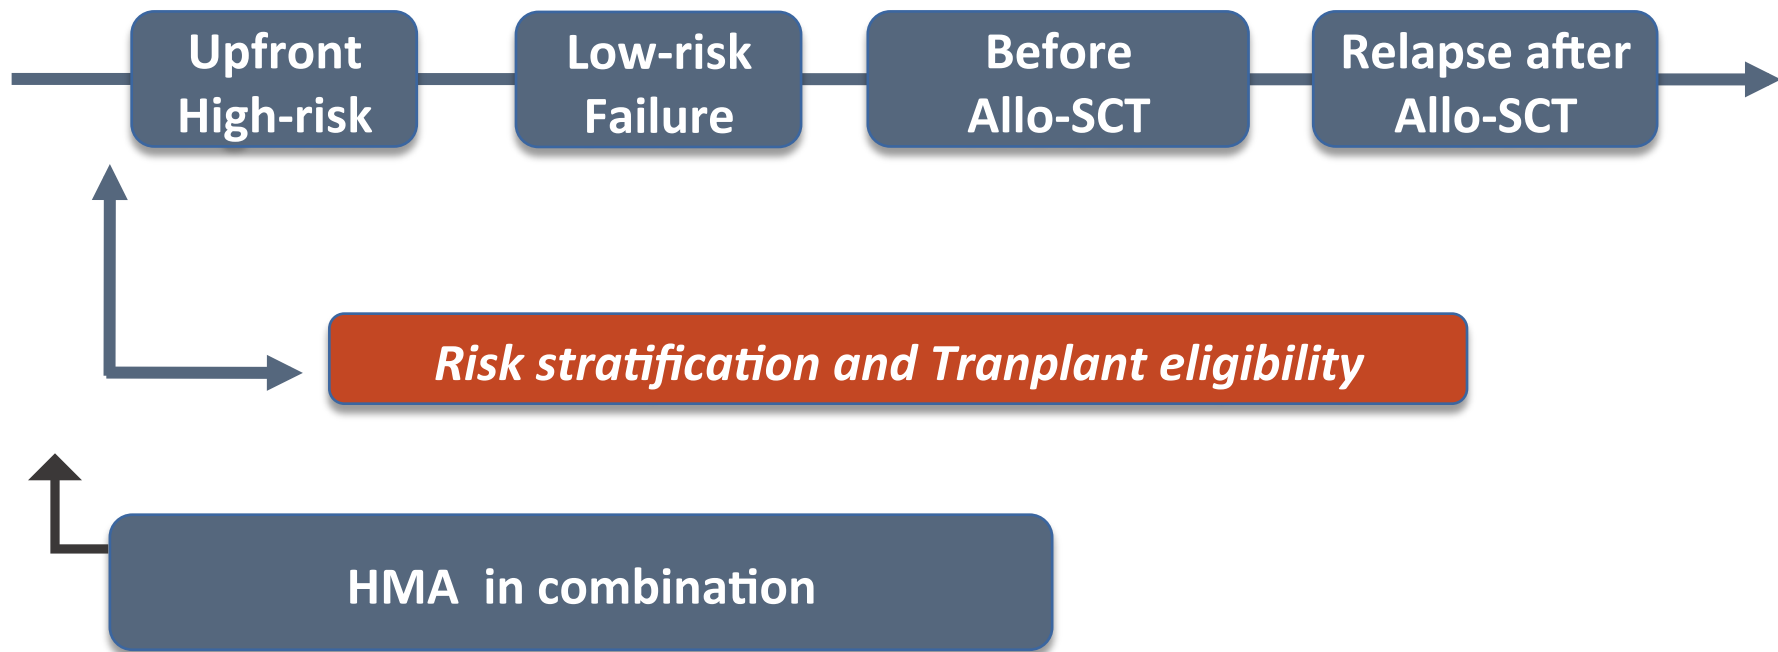 Upfront
High-risk
Low-risk
Failure
Before
Allo-SCT
Relapse after
Allo-SCT
Risk stratification and Tranplant eligibility
HMA  in combination